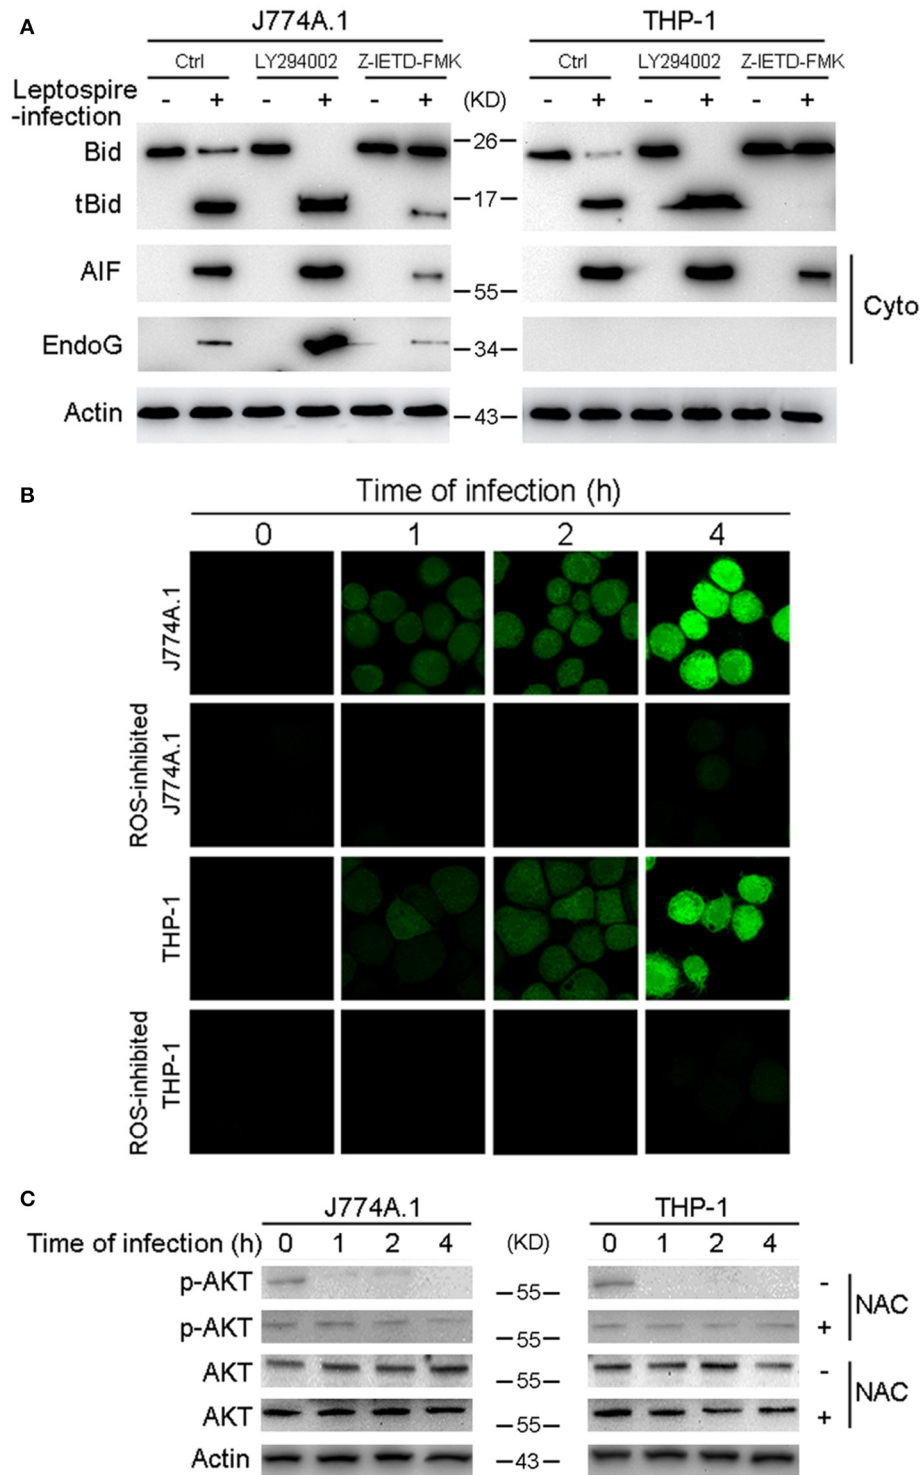 A
J774A.1 THP-1
Ctrl LY294002 Z-IETD-FMK Ctrl LY294002 Z-IETD-FMK
Leptospire
-infection - + - + - + (KD) - + - + - +
Bid 26
tBid 17
AIF 55
EndoG 34
Cyto
Actin 43
B
Time of infection (h)
0 1 2 4
J774A.1
ROS-inhibited
J774A.1
THP-1
ROS-inhibited
THP-1
C
J774A.1 THP-1
Time of infection (h) 0 1 2 4 (KD) 0 1 2 4
p-AKT 55 -
NAC
p-AKT 55 +
AKT 55 -
NAC
AKT 55 +
Actin 43